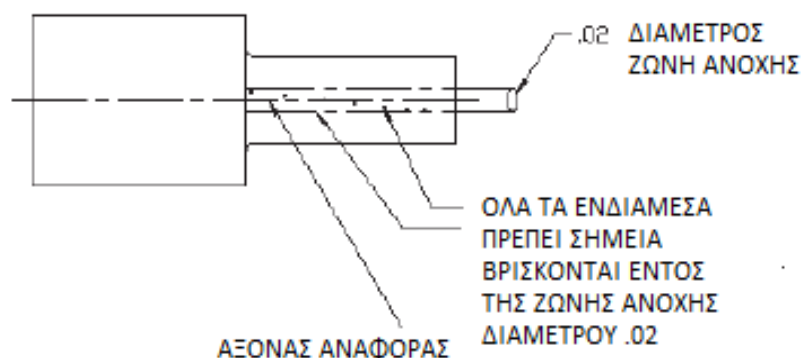 .02 ΔΙΑΜΕΤΡΟΣ
ΖΩΝΗ ΑΝΟΧΗΣ
ΟΛΑ ΤΑ ΕΝΔΙΑΜΕΣΑ
ΠΡΕΠΕΙ ΣΗΜΕΙΑ
ΒΡΙΣΚΟΝΤΑΙ ΕΝΤΟΣ
ΤΗΣ ΖΩΝΗΣ ΑΝΟΧΗΣ
ΔΙΑΜΕΤΡΟΥ .02
ΑΞΟΝΑΣ ΑΝΑΦΟΡΑΣ